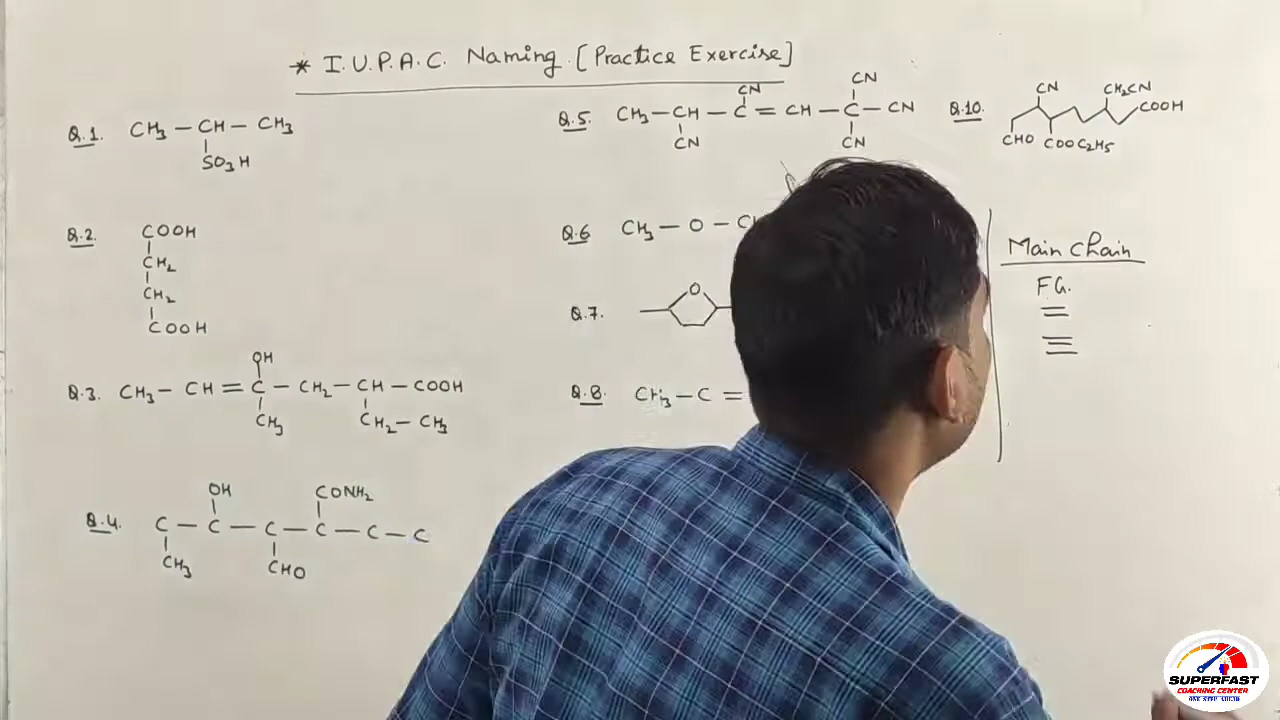 * I.U.P.A.C. Naming. [Practice Exercise]
Q.1. CH3 — CH — CH3
SO3H
Q.2. COOH
CH2
CH2
COOH
Q.3. CH3 — CH = C — CH2 — CH — COOH
OH
CH3 CH2 — CH3
Q.4. C — C — C — C — C — C
OH CONH2
CH3 CHO
CN CN
Q.5. CH3 — CH — C = CH — C — CN
CN CN
Q.6 CH3 — O —
Q.7. O
Q.8. CH3 — C =
Q.10. CN CH2CN
COOH
CHO COOC2H5
Main Chain
F.G.
=
≡
SUPERFAST
COACHING CENTER